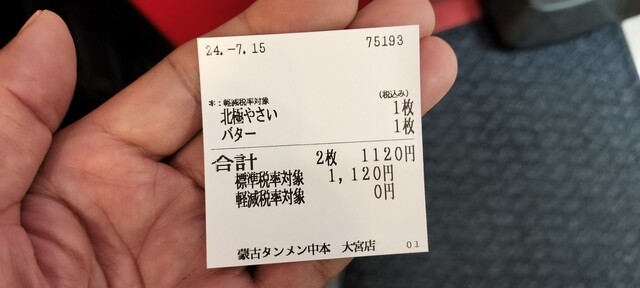 24.-7.15 75193
*：軽減税率対象 (税込み)
北極やさい 1枚
バター 1枚
合計 2枚 1120円
標準税率対象 1,120円
軽減税率対象 0円
蒙古タンメン中本 大宮店 01